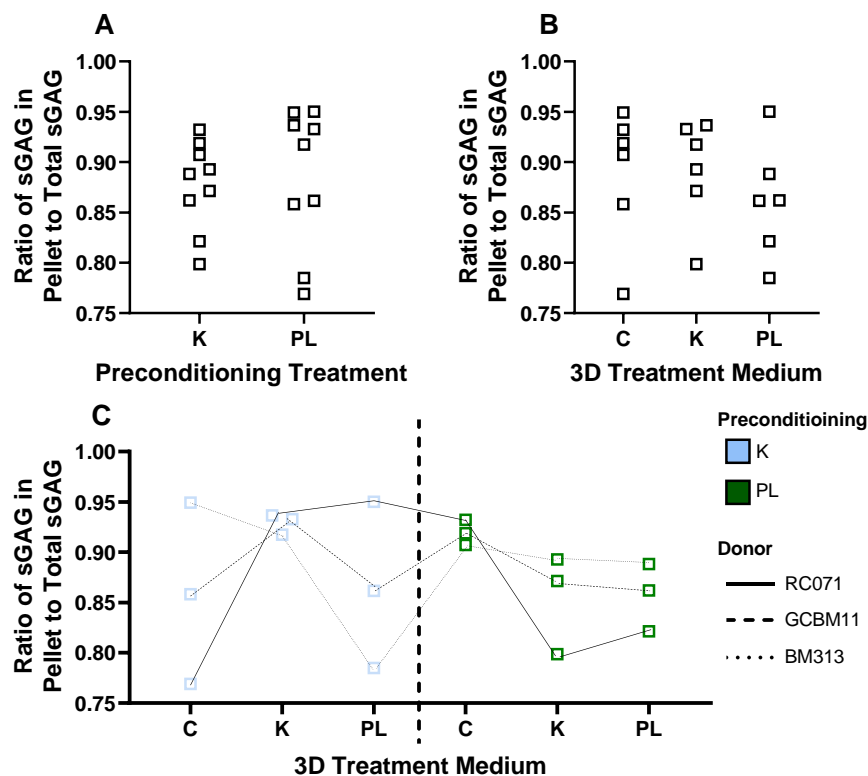 A
Ratio of sGAG in
Pellet to Total sGAG
1.00
0.95
0.90
0.85
0.80
0.75
K
PL
Preconditioning Treatment
B
Ratio of sGAG in
Pellet to Total sGAG
1.00
0.95
0.90
0.85
0.80
0.75
C
K
PL
3D Treatment Medium
C
Ratio of sGAG in
Pellet to Total sGAG
1.00
0.95
0.90
0.85
0.80
0.75
C
K
PL
C
K
PL
3D Treatment Medium
Preconditioining
K
PL
Donor
RC071
GCBM11
BM313